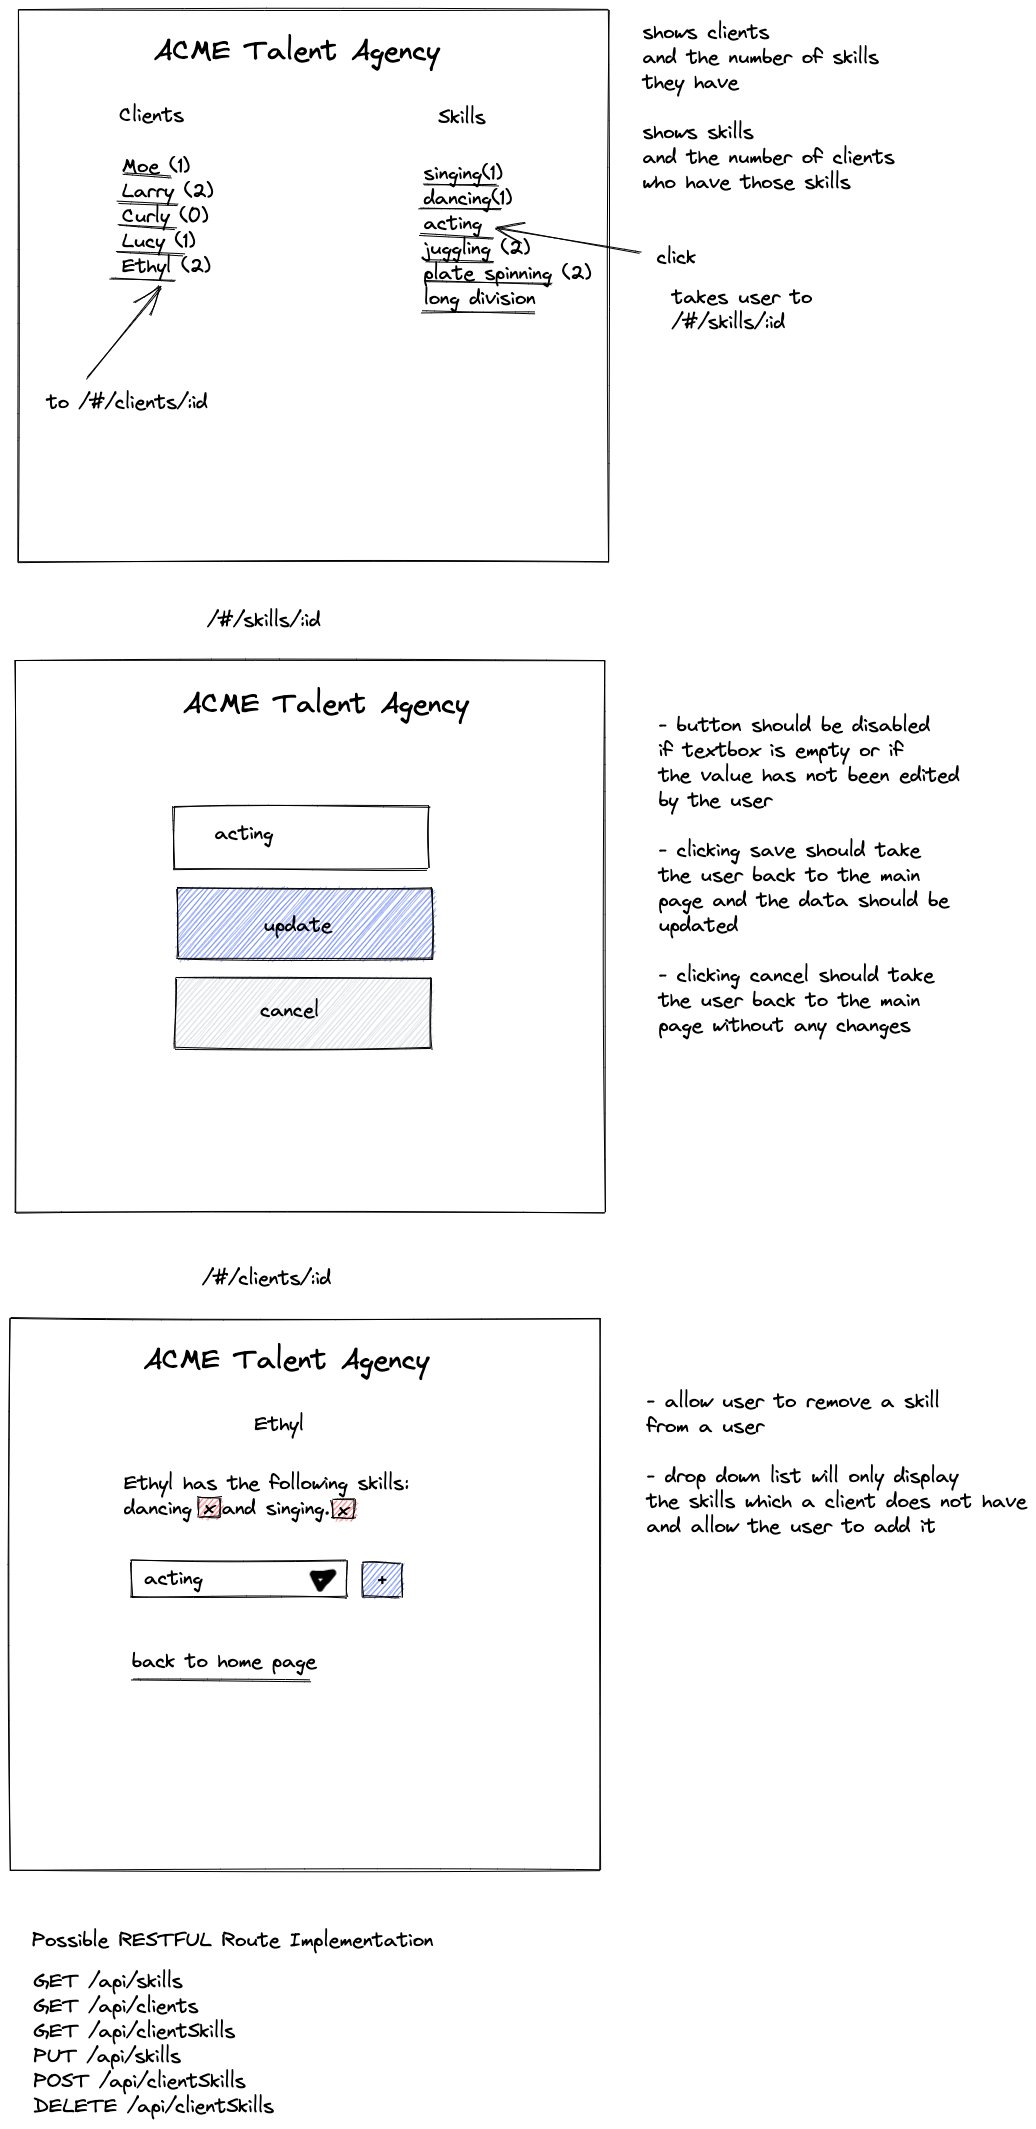 ACME Talent Agency
Clients
Moe (1)
Larry (2)
Curly (0)
Lucy (1)
Ethyl (2)
to /#/clients/:id
Skills
singing(1)
dancing(1)
acting
juggling (2)
plate spinning (2)
long division
shows clients
and the number of skills
they have
shows skills
and the number of clients
who have those skills
click
takes user to
/#/skills/:id
/#/skills/:id
ACME Talent Agency
acting
update
cancel
- button should be disabled
if textbox is empty or if
the value has not been edited
by the user
- clicking save should take
the user back to the main
page and the data should be
updated
- clicking cancel should take
the user back to the main
page without any changes
/#/clients/:id
ACME Talent Agency
Ethyl
Ethyl has the following skills:
dancing x and singing. x
acting
+
back to home page
- allow user to remove a skill
from a user
- drop down list will only display
the skills which a client does not have
and allow the user to add it
Possible RESTFUL Route Implementation
GET /api/skills
GET /api/clients
GET /api/clientSkills
PUT /api/skills
POST /api/clientSkills
DELETE /api/clientSkills